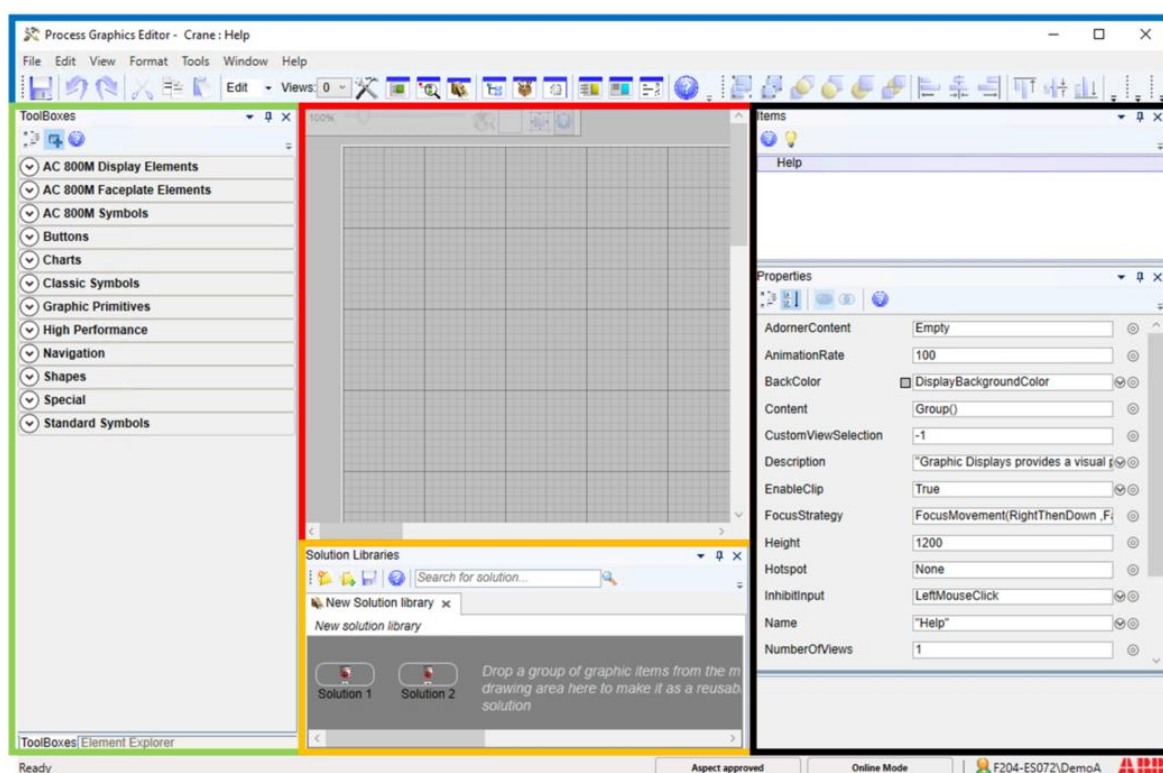 Process Graphics Editor - Crane : Help
File Edit View Format Tools Window Help
Edit Views: 0
ToolBoxes
AC 800M Display Elements
AC 800M Faceplate Elements
AC 800M Symbols
Buttons
Charts
Classic Symbols
Graphic Primitives
High Performance
Navigation
Shapes
Special
Standard Symbols
ToolBoxes Element Explorer
100%
Solution Libraries
Search for solution...
New Solution library
New solution library
Solution 1 Solution 2
Drop a group of graphic items from the m
drawing area here to make it as a reusab
solution
Items
Help
Properties
AdornerContent Empty
AnimationRate 100
BackColor DisplayBackgroundColor
Content Group()
CustomViewSelection -1
Description "Graphic Displays provides a visual p
EnableClip True
FocusStrategy FocusMovement(RightThenDown ,Fa
Height 1200
Hotspot None
InhibitInput LeftMouseClick
Name "Help"
NumberOfViews 1
Ready Aspect approved Online Mode F204-ES072\DemoA ABB